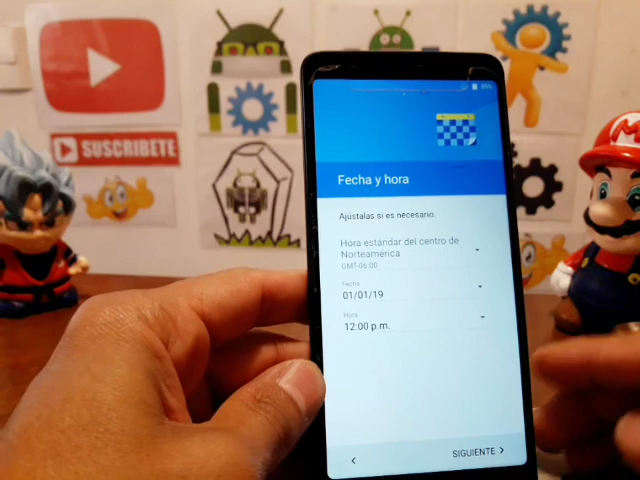 SUSCRIBETE
Fecha y hora
Ajústalas si es necesario.
Hora estándar del centro de
Norteamérica
GMT-06:00
Fecha
01/01/19
Hora
12:00 p.m.
SIGUIENTE
M